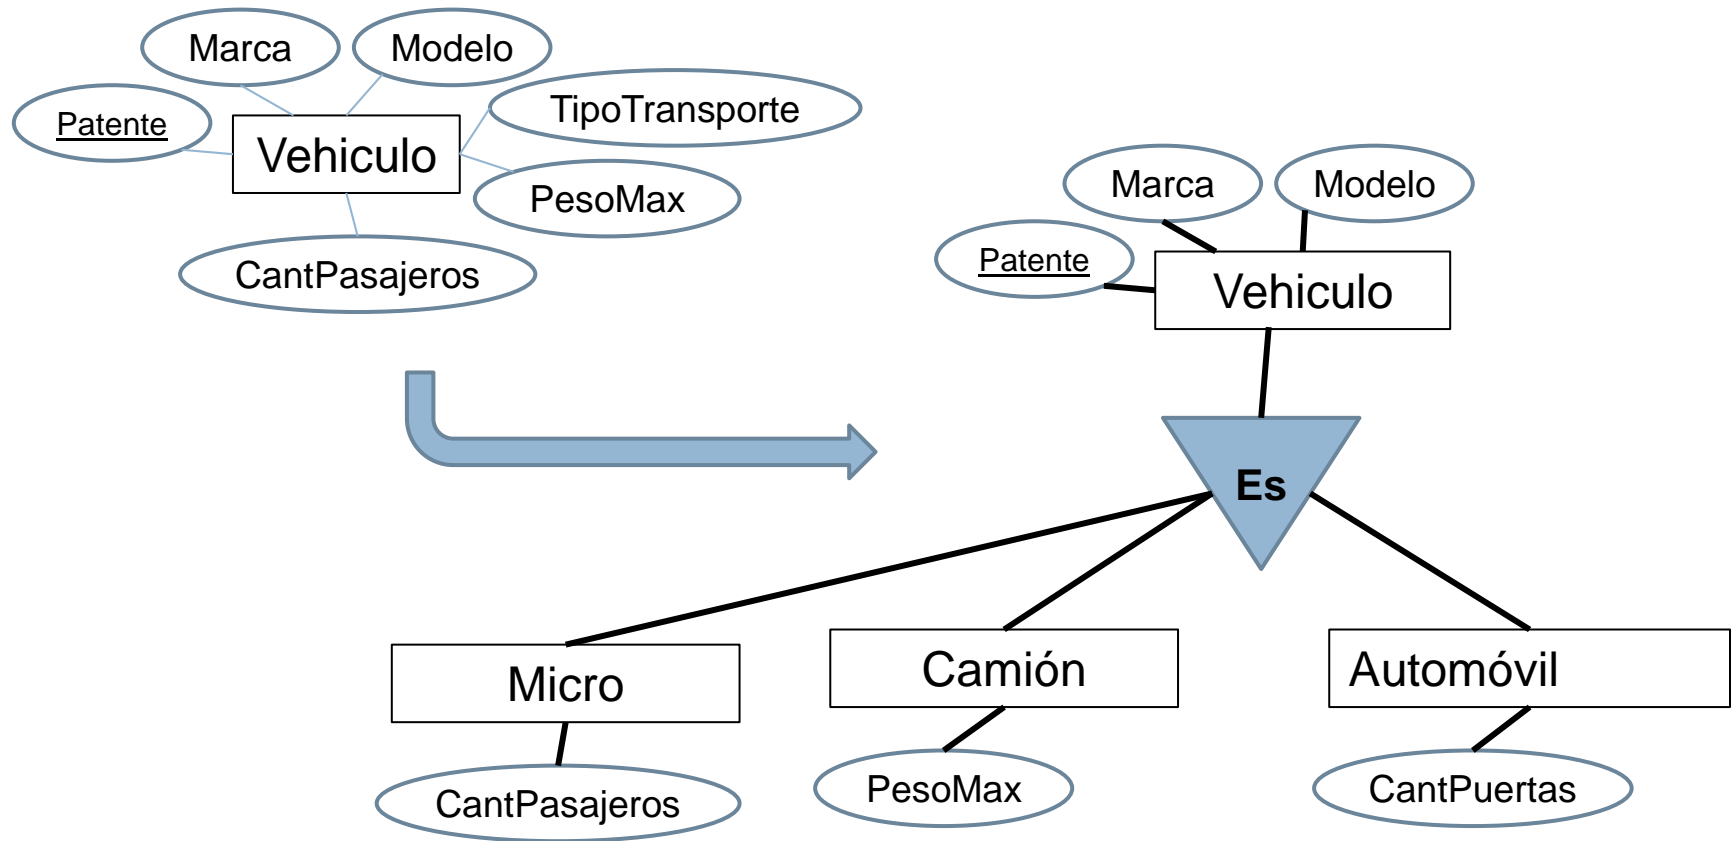 Marca
Modelo
TipoTransporte
Patente
Vehiculo
PesoMax
CantPasajeros
Marca
Modelo
Patente
Vehiculo
Es
Micro
Camión
Automóvil
CantPasajeros
PesoMax
CantPuertas